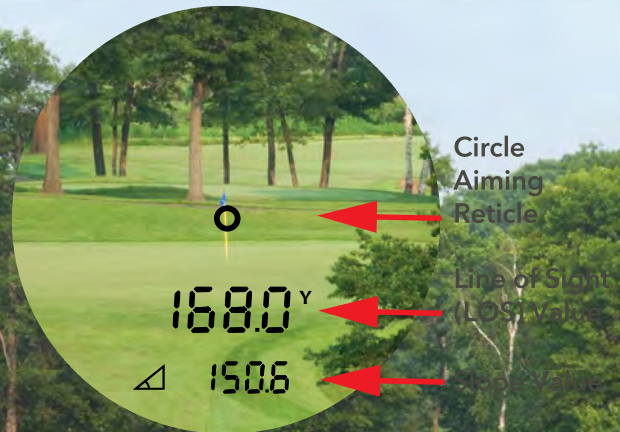 Circle
Aiming
Reticle
Line of Sight
(LOS) Value
168.0 Y
150.6
Slope Value